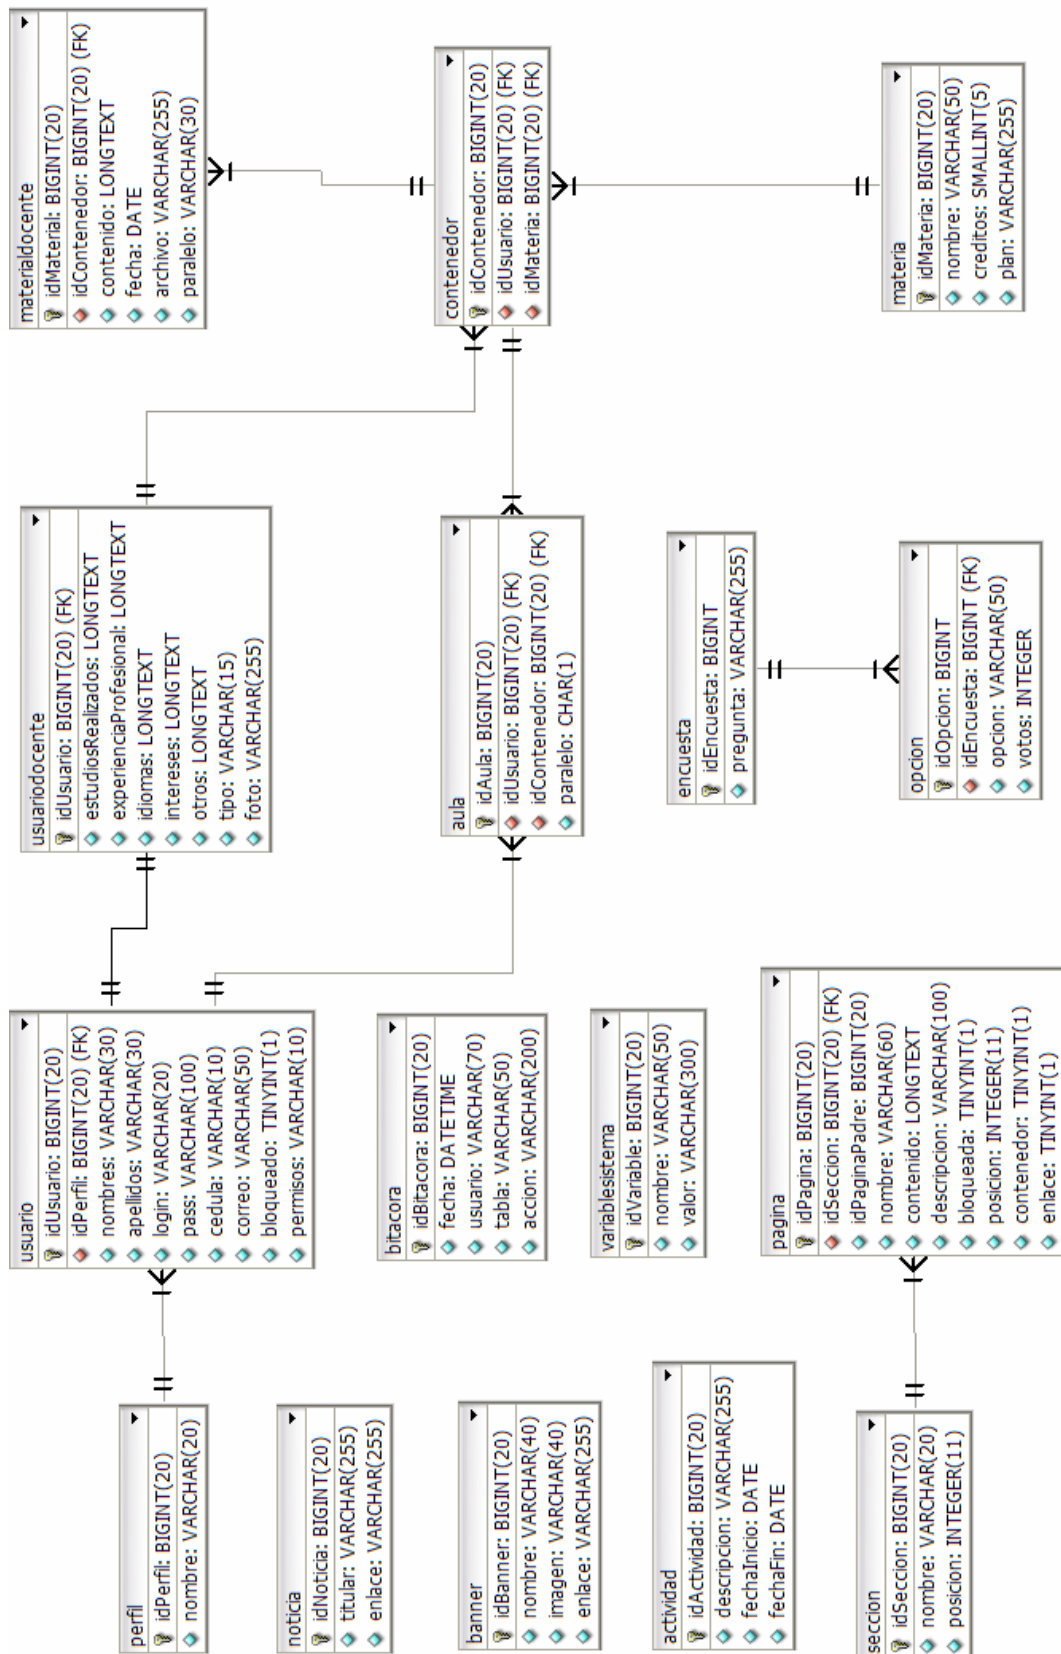 perfil
idPerfil: BIGINT(20)
nombre: VARCHAR(20)
usuario
idUsuario: BIGINT(20)
idPerfil: BIGINT(20) (FK)
nombres: VARCHAR(30)
apellidos: VARCHAR(30)
login: VARCHAR(20)
pass: VARCHAR(100)
cedula: VARCHAR(10)
correo: VARCHAR(50)
bloqueado: TINYINT(1)
permisos: VARCHAR(10)
usuariodocente
idUsuario: BIGINT(20) (FK)
estudiosRealizados: LONGTEXT
experienciaProfesional: LONGTEXT
idiomas: LONGTEXT
intereses: LONGTEXT
otros: LONGTEXT
tipo: VARCHAR(15)
foto: VARCHAR(255)
materialdocente
idMaterial: BIGINT(20)
idContenedor: BIGINT(20) (FK)
contenido: LONGTEXT
fecha: DATE
archivo: VARCHAR(255)
paralelo: VARCHAR(30)
noticia
idNoticia: BIGINT(20)
titular: VARCHAR(255)
enlace: VARCHAR(255)
bitacora
idBitacora: BIGINT(20)
fecha: DATETIME
usuario: VARCHAR(70)
tabla: VARCHAR(50)
accion: VARCHAR(200)
aula
idAula: BIGINT(20)
idUsuario: BIGINT(20) (FK)
idContenedor: BIGINT(20) (FK)
paralelo: CHAR(1)
contenedor
idContenedor: BIGINT(20)
idUsuario: BIGINT(20) (FK)
idMateria: BIGINT(20) (FK)
banner
idBanner: BIGINT(20)
nombre: VARCHAR(40)
imagen: VARCHAR(40)
enlace: VARCHAR(255)
variablesistema
idVariable: BIGINT(20)
nombre: VARCHAR(50)
valor: VARCHAR(300)
encuesta
idEncuesta: BIGINT
pregunta: VARCHAR(255)
actividad
idActividad: BIGINT(20)
descripcion: VARCHAR(255)
fechaInicio: DATE
fechaFin: DATE
pagina
idPagina: BIGINT(20)
idSeccion: BIGINT(20) (FK)
idPaginaPadre: BIGINT(20)
nombre: VARCHAR(60)
contenido: LONGTEXT
descripcion: VARCHAR(100)
bloqueada: TINYINT(1)
posicion: INTEGER(11)
contenedor: TINYINT(1)
enlace: TINYINT(1)
opcion
idOpcion: BIGINT
idEncuesta: BIGINT (FK)
opcion: VARCHAR(50)
votos: INTEGER
materia
idMateria: BIGINT(20)
nombre: VARCHAR(50)
creditos: SMALLINT(5)
plan: VARCHAR(255)
seccion
idSeccion: BIGINT(20)
nombre: VARCHAR(20)
posicion: INTEGER(11)